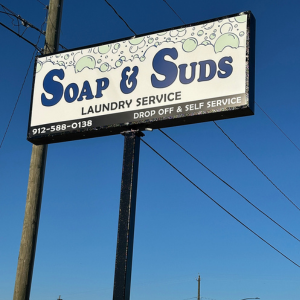 SOAP & SUDS
LAUNDRY SERVICE
DROP OFF & SELF SERVICE
912-588-0138